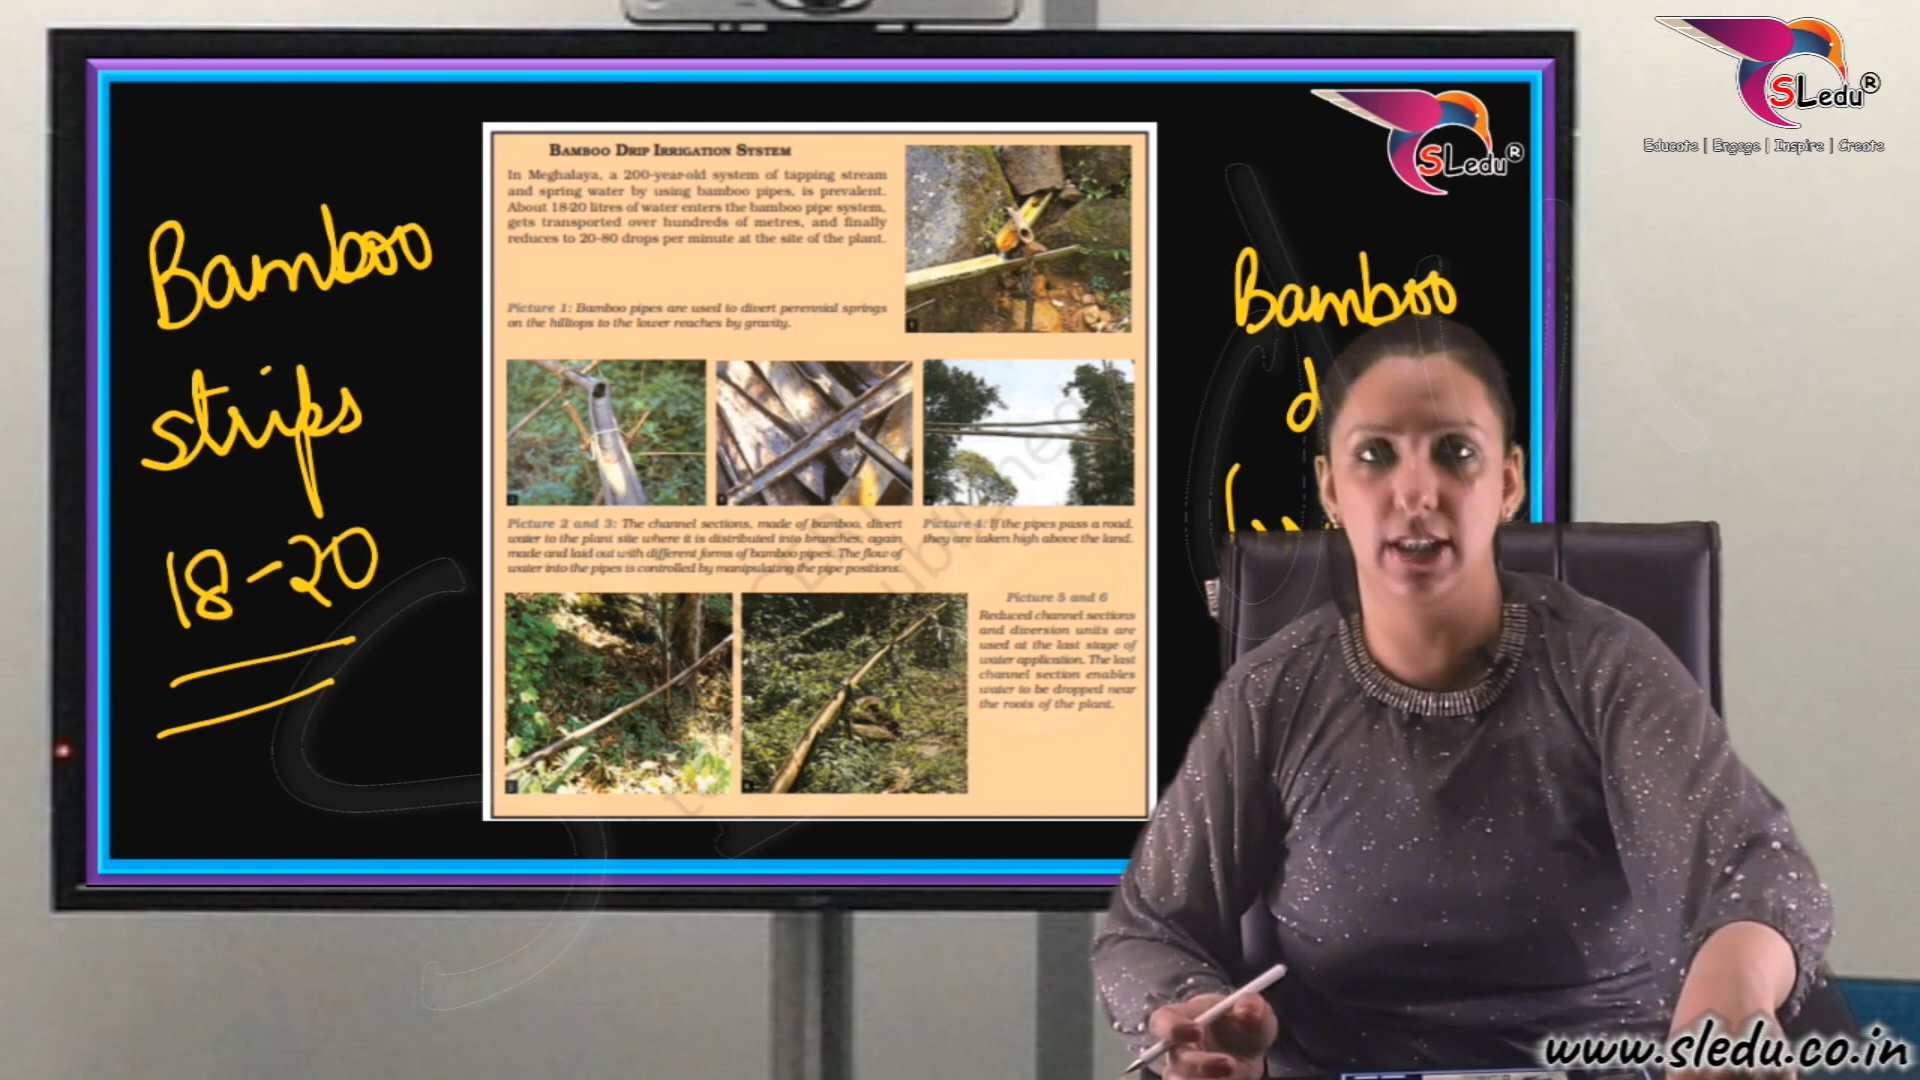 SLedu®
Educate | Engage | Inspire | Create
SLedu®
Bamboo
strips
18-20
BAMBOO DRIP IRRIGATION SYSTEM
In Meghalaya, a 200-year-old system of tapping stream
and spring water by using bamboo pipes, is prevalent.
About 18-20 litres of water enters the bamboo pipe system,
gets transported over hundreds of metres, and finally
reduces to 20-80 drops per minute at the site of the plant.
Picture 1: Bamboo pipes are used to divert perennial springs
on the hilltops to the lower reaches by gravity.
Picture 2 and 3: The channel sections, made of bamboo, divert
water to the plant site where it is distributed into branches, again
made and laid out with different forms of bamboo pipes. The flow of
water into the pipes is controlled by manipulating the pipe positions.
Picture 4: If the pipes pass a road,
they are taken high above the land.
Picture 5 and 6
Reduced channel sections
and diversion units are
used at the last stage of
water application. The last
channel section enables
water to be dropped near
the roots of the plant.
Bamboo
d
www.sledu.co.in